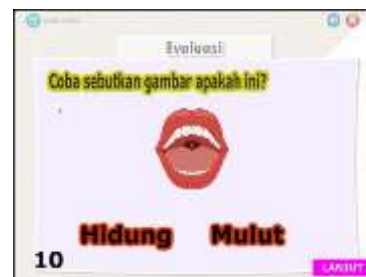 Evaluasi
Coba sebutkan gambar apakah ini?
Hidung Mulut
10
LANJUT